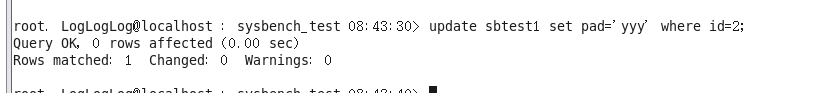 root. LogLogLog@localhost : sysbench_test 08:43:30> update sbtest1 set pad='yyy' where id=2;
Query OK, 0 rows affected (0.00 sec)
Rows matched: 1 Changed: 0 Warnings: 0